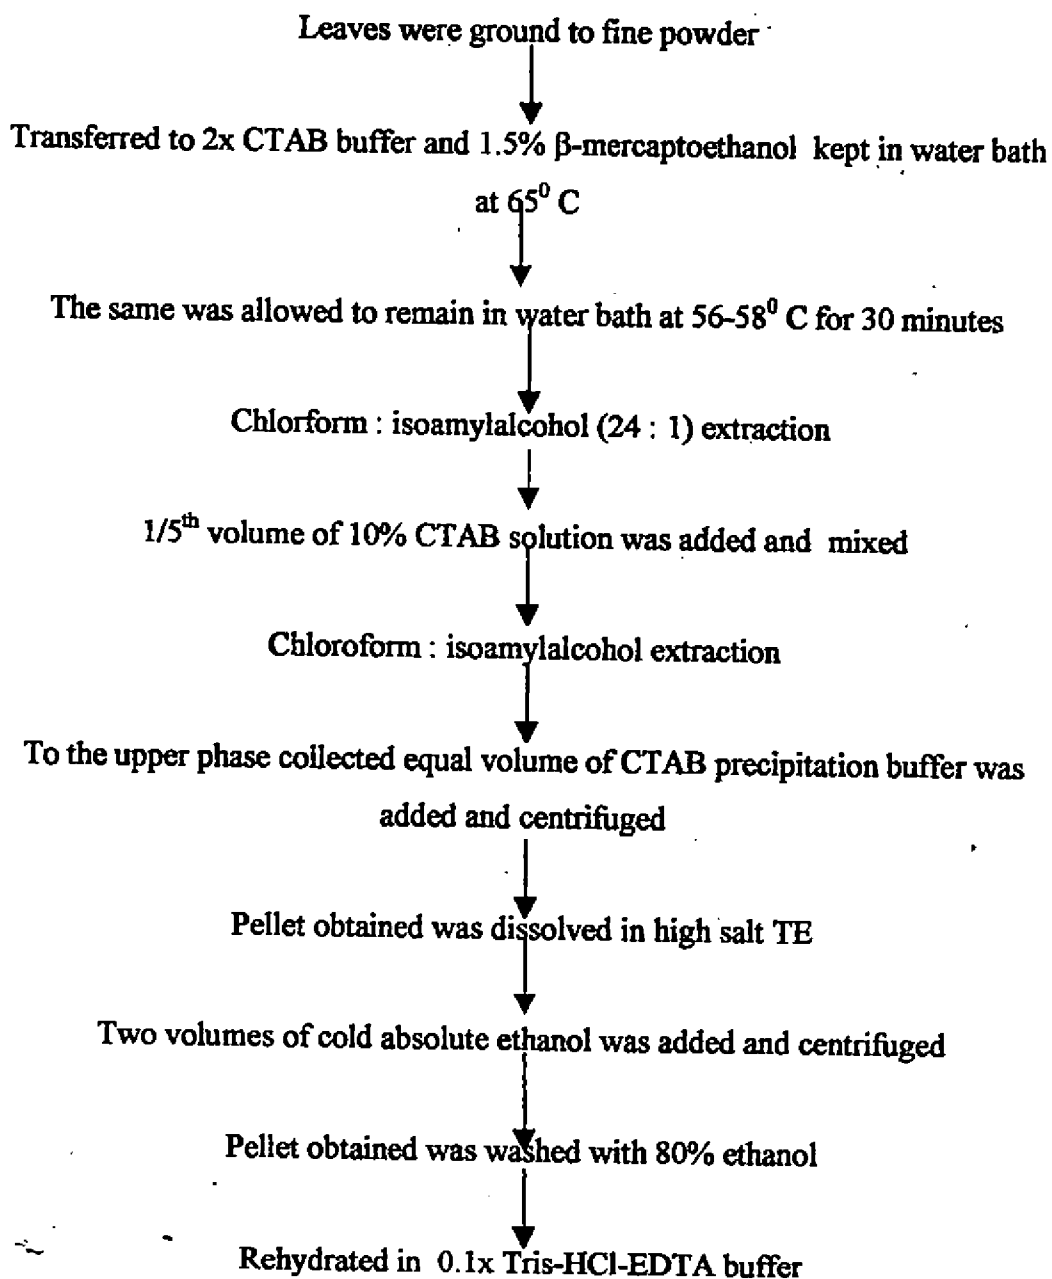 Leaves were ground to fine powder
Transferred to 2x CTAB buffer and 1.5% β-mercaptoethanol kept in water bath
at 65⁰ C
The same was allowed to remain in water bath at 56-58⁰ C for 30 minutes
Chlorform : isoamylalcohol (24 : 1) extraction
1/5ᵗʰ volume of 10% CTAB solution was added and mixed
Chloroform : isoamylalcohol extraction
To the upper phase collected equal volume of CTAB precipitation buffer was
added and centrifuged
Pellet obtained was dissolved in high salt TE
Two volumes of cold absolute ethanol was added and centrifuged
Pellet obtained was washed with 80% ethanol
Rehydrated in 0.1x Tris-HCl-EDTA buffer